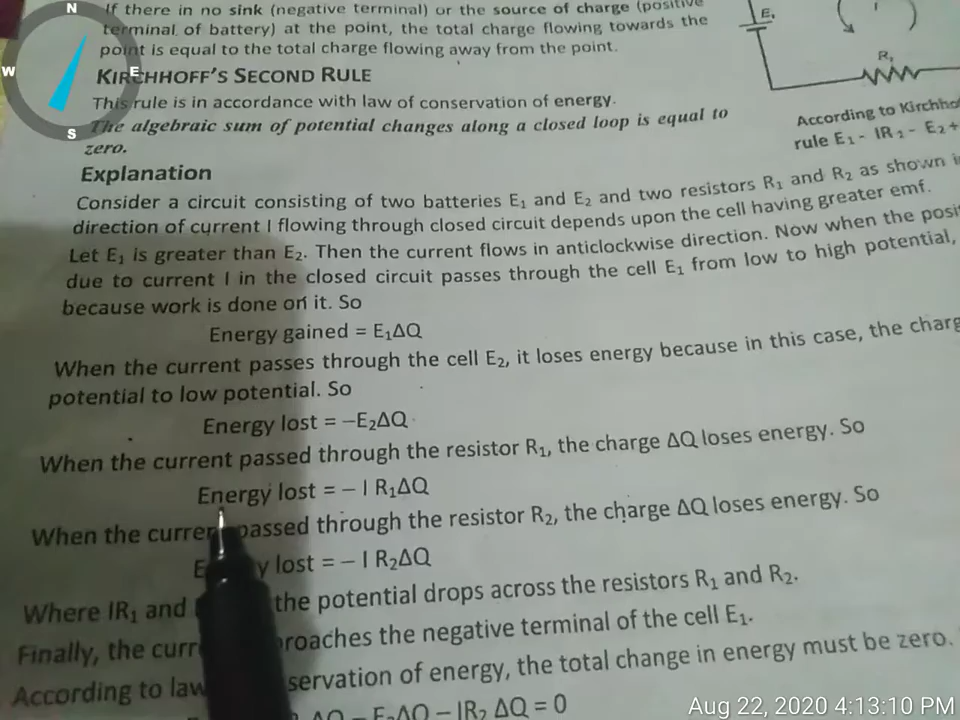 If there in no sink (negative terminal) or the source of charge (positive
terminal of battery) at the point, the total charge flowing towards the
point is equal to the total charge flowing away from the point.
KIRCHHOFF'S SECOND RULE
This rule is in accordance with law of conservation of energy.
The algebraic sum of potential changes along a closed loop is equal to
zero.
E₁
R₁
According to Kirchho
rule E₁ - IR₁ - E₂ +
Explanation
Consider a circuit consisting of two batteries E₁ and E₂ and two resistors R₁ and R₂ as shown i
direction of current I flowing through closed circuit depends upon the cell having greater emf.
Let E₁ is greater than E₂. Then the current flows in anticlockwise direction. Now when the posit
due to current I in the closed circuit passes through the cell E₁ from low to high potential,
because work is done on it. So
Energy gained = E₁ΔQ
When the current passes through the cell E₂, it loses energy because in this case, the charg
potential to low potential. So
Energy lost = −E₂ΔQ
When the current passed through the resistor R₁, the charge ΔQ loses energy. So
Energy lost = − I R₁ΔQ
When the curren passed through the resistor R₂, the charge ΔQ loses energy. So
E y lost = − I R₂ΔQ
Where IR₁ and the potential drops across the resistors R₁ and R₂.
Finally, the curr proaches the negative terminal of the cell E₁.
According to law servation of energy, the total change in energy must be zero.
ΔQ − E₂ΔQ − IR₂ ΔQ = 0
N
W
E
S
Aug 22, 2020 4:13:10 PM